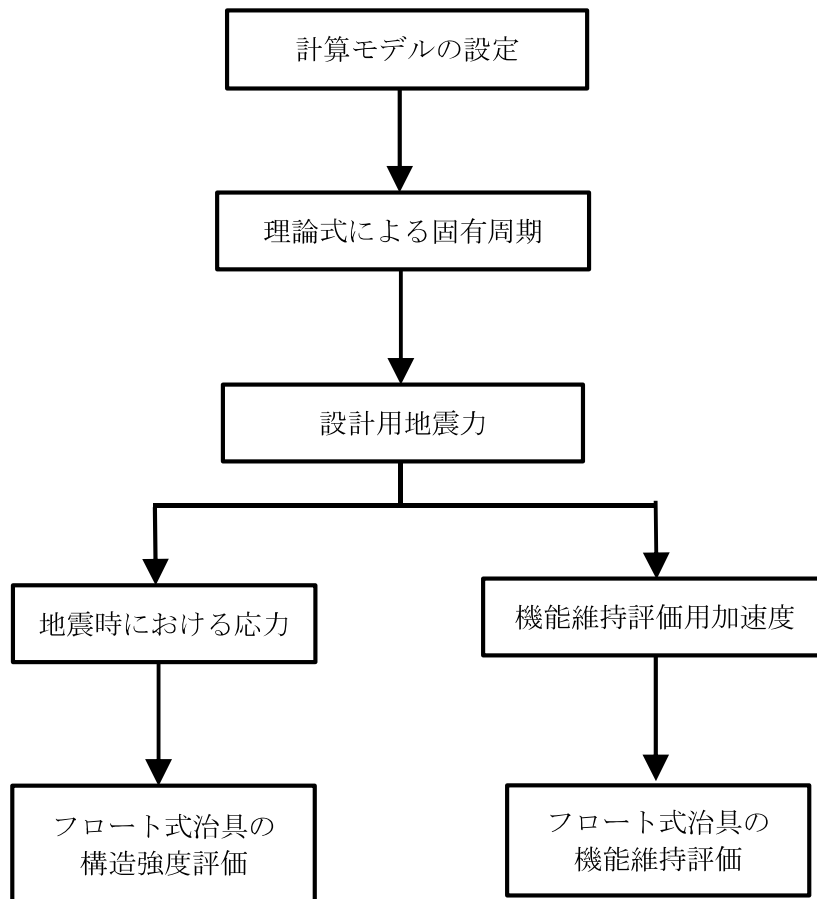 計算モデルの設定
理論式による固有周期
設計用地震力
地震時における応力
機能維持評価用加速度
フロート式治具の
構造強度評価
フロート式治具の
機能維持評価